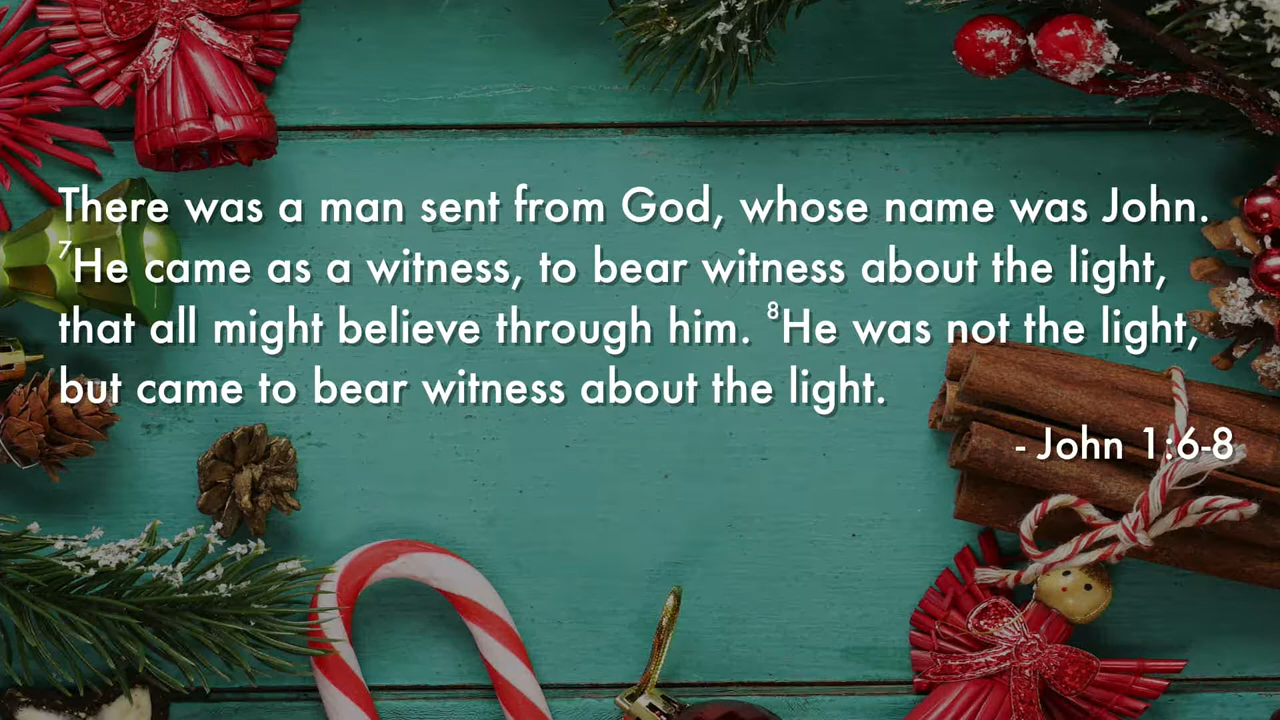 There was a man sent from God, whose name was John.
⁷He came as a witness, to bear witness about the light,
that all might believe through him. ⁸He was not the light,
but came to bear witness about the light.
- John 1:6-8